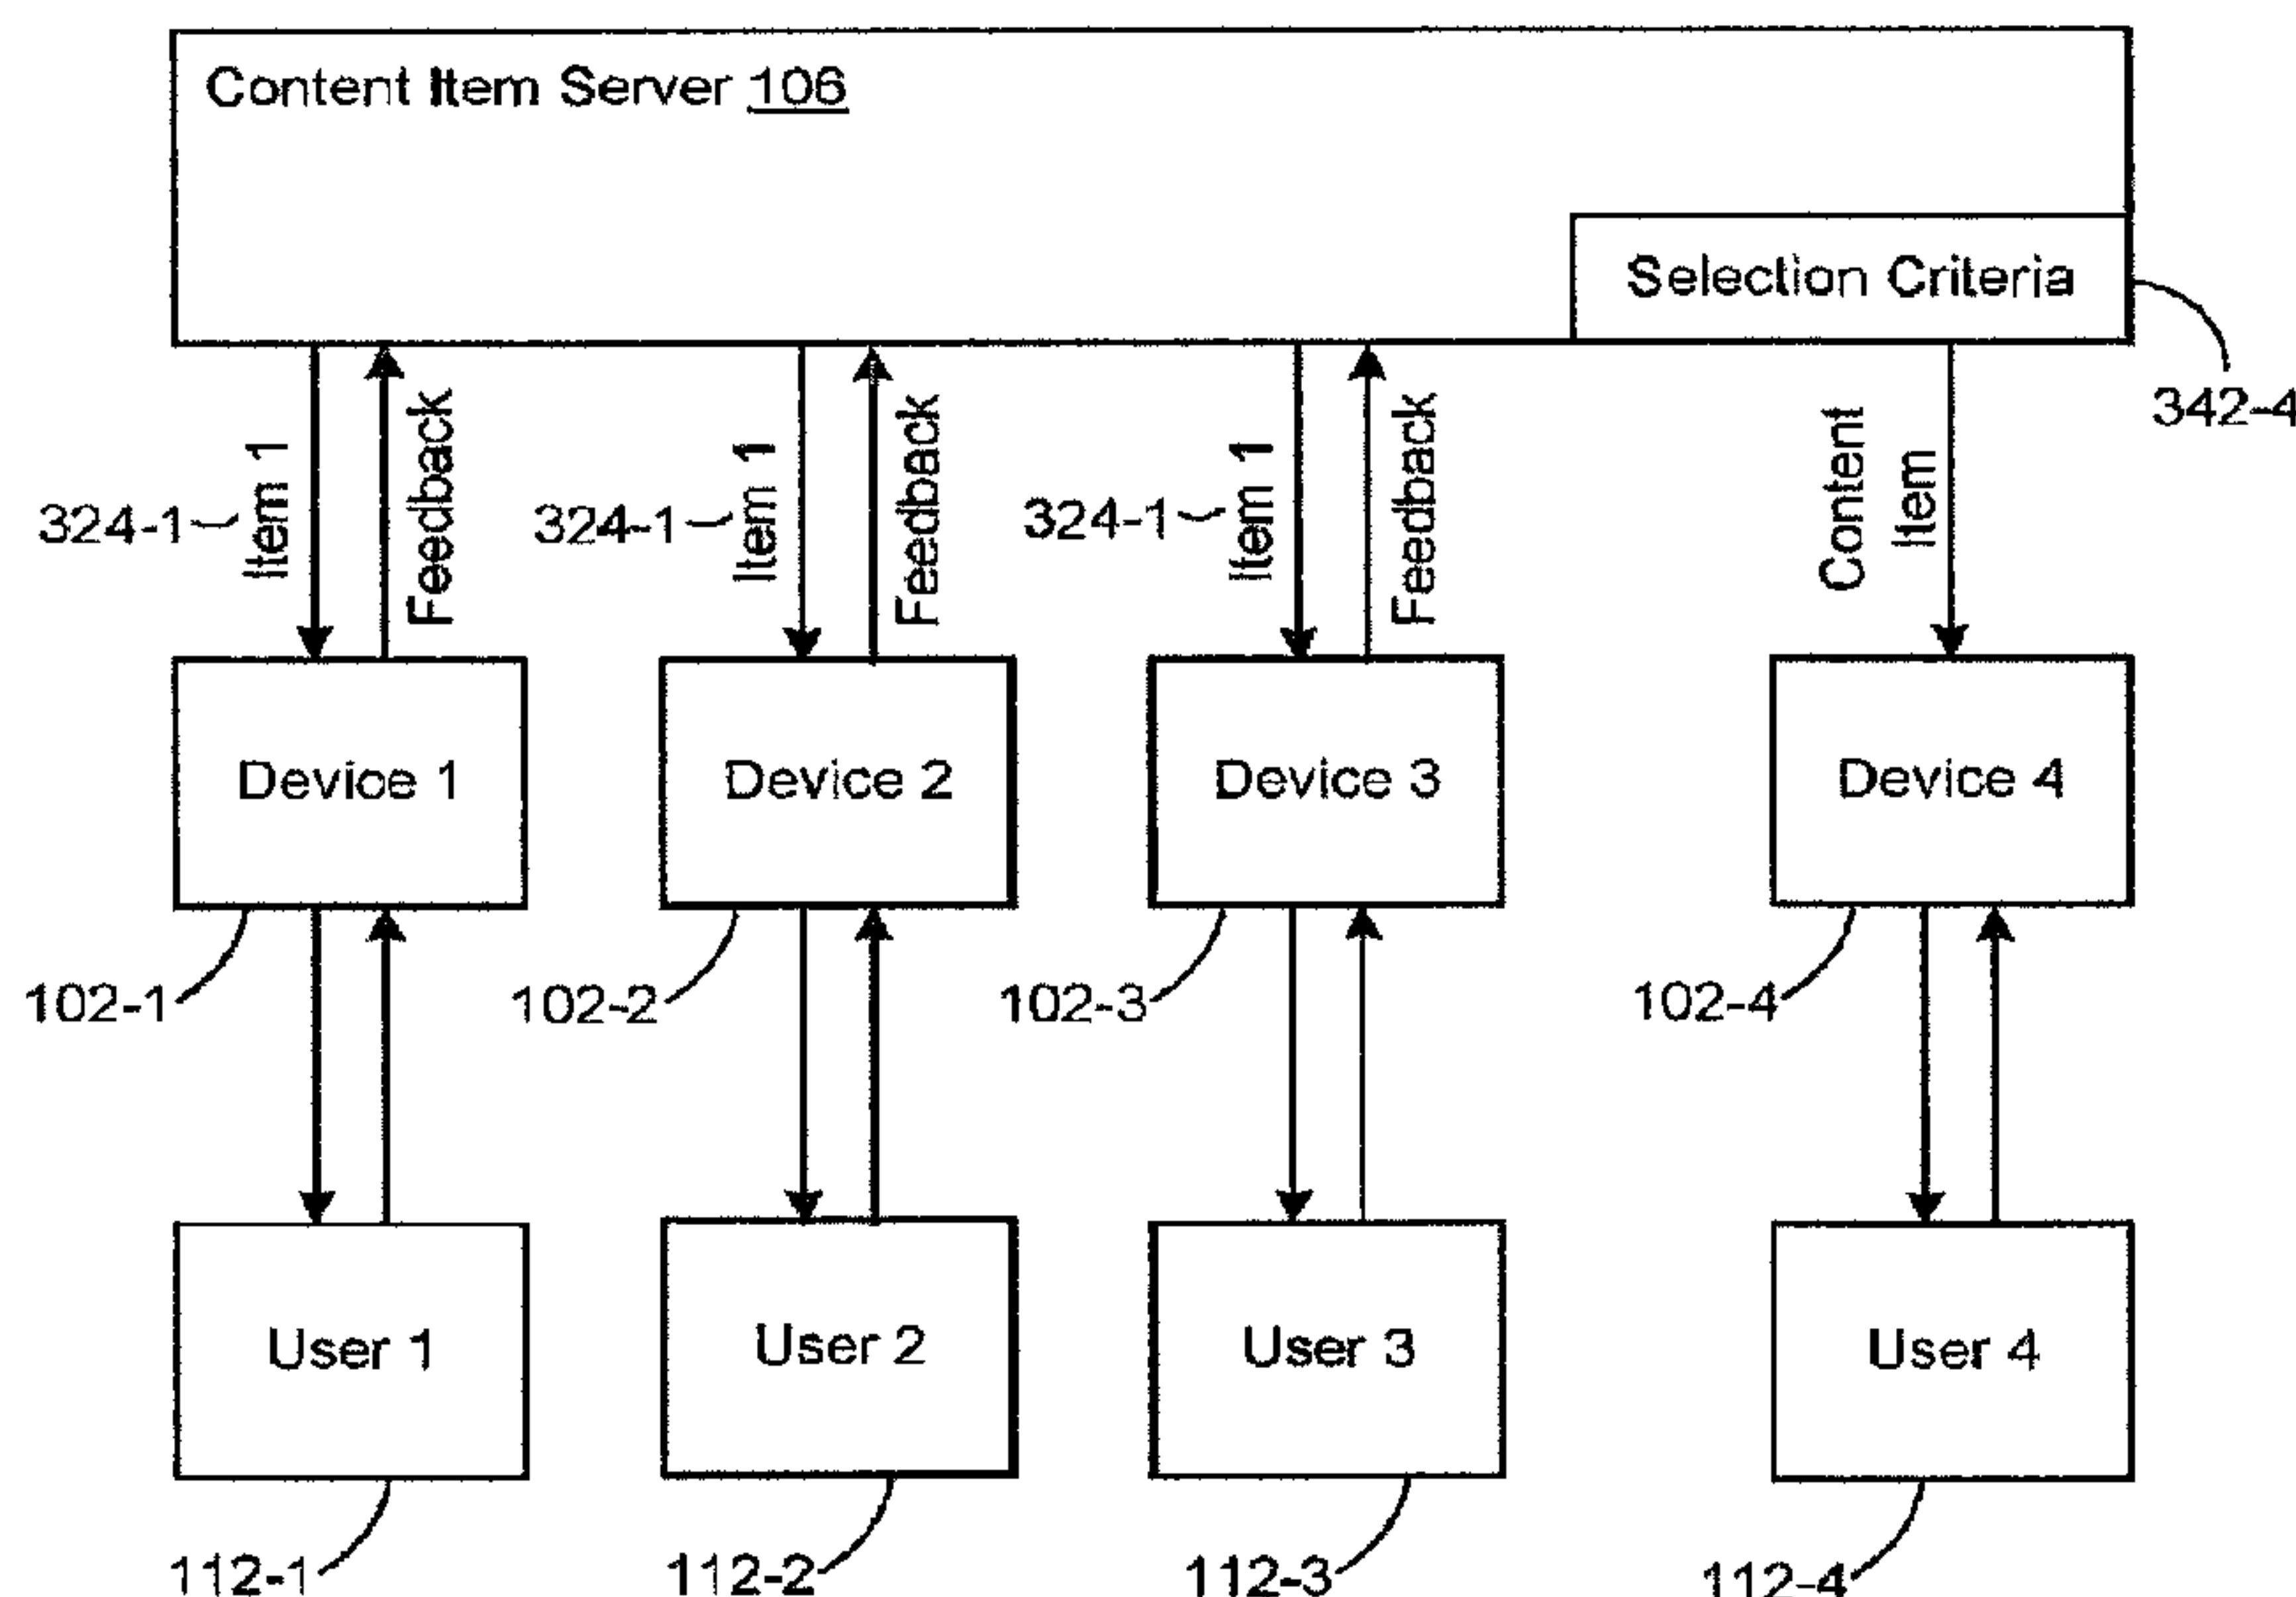 Content Item Server 106
Selection Criteria
342-4
324-1
Item 1
Feedback
324-1
Item 1
Feedback
324-1
Item 1
Feedback
Content
Item
Device 1
Device 2
Device 3
Device 4
102-1
102-2
102-3
102-4
User 1
User 2
User 3
User 4
112-1
112-2
112-3
112-4